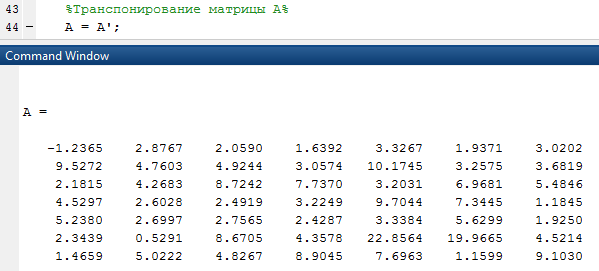 43 %Транспонирование матрицы A%
44 – A = A';
Command Window
A =
-1.2365 2.8767 2.0590 1.6392 3.3267 1.9371 3.0202
9.5272 4.7603 4.9244 3.0574 10.1745 3.2575 3.6819
2.1815 4.2683 8.7242 7.7370 3.2031 6.9681 5.4846
4.5297 2.6028 2.4919 3.2249 9.7044 7.3445 1.1845
5.2380 2.6997 2.7565 2.4287 3.3384 5.6299 1.9250
2.3439 0.5291 8.6705 4.3578 22.8564 19.9665 4.5214
1.4659 5.0222 4.8267 8.9045 7.6963 1.1599 9.1030